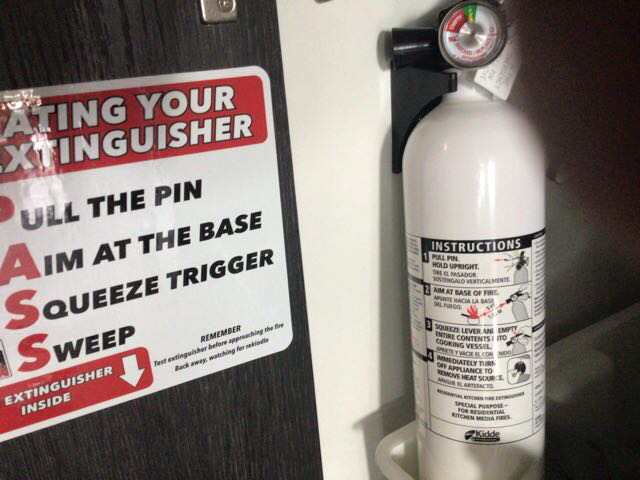 ATING YOUR
EXTINGUISHER
PULL THE PIN
AIM AT THE BASE
SQUEEZE TRIGGER
SWEEP
REMEMBER
Test extinguisher before approaching the fire
Back away, watching for rekindle
EXTINGUISHER
INSIDE
INSTRUCTIONS
1 PULL PIN.
HOLD UPRIGHT.
TIRE EL PASADOR.
SOSTENGALO VERTICALMENTE.
2 AIM AT BASE OF FIRE.
APUNTE HACIA LA BASE
DEL FUEGO.
3 SQUEEZE LEVER AND EMPTY
ENTIRE CONTENTS INTO
COOKING VESSEL.
APRIETE Y VACIE EL CONTENIDO.
4 IMMEDIATELY TURN
OFF APPLIANCE TO
REMOVE HEAT SOURCE.
APAGUE EL ARTEFACTO.
RESIDENTIAL KITCHEN FIRE EXTINGUISHER
SPECIAL PURPOSE –
FOR RESIDENTIAL
KITCHEN MEDIA FIRES.
Kidde